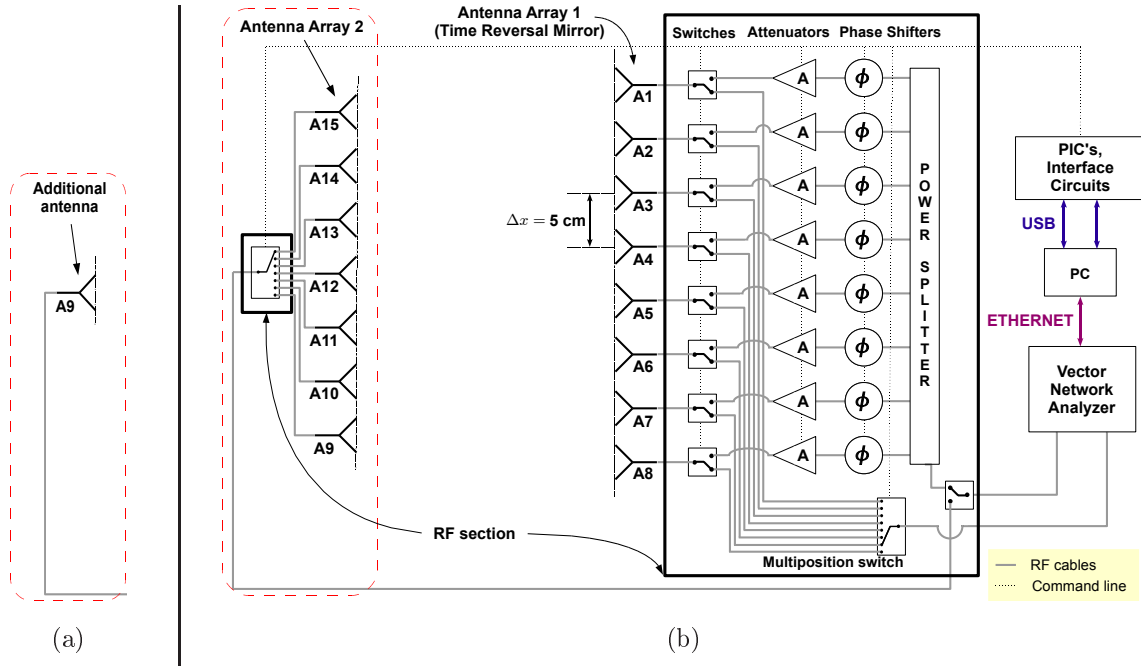 Additional
antenna
A9
(a)
Antenna Array 2
A15
A14
A13
A12
A11
A10
A9
RF section
Antenna Array 1
(Time Reversal Mirror)
Δx = 5 cm
A1
A2
A3
A4
A5
A6
A7
A8
Switches
Attenuators
Phase Shifters
A
ϕ
A
ϕ
A
ϕ
A
ϕ
A
ϕ
A
ϕ
A
ϕ
A
ϕ
POWER SPLITTER
Multiposition switch
PIC's,
Interface
Circuits
USB
PC
ETHERNET
Vector
Network
Analyzer
RF cables
Command line
(b)